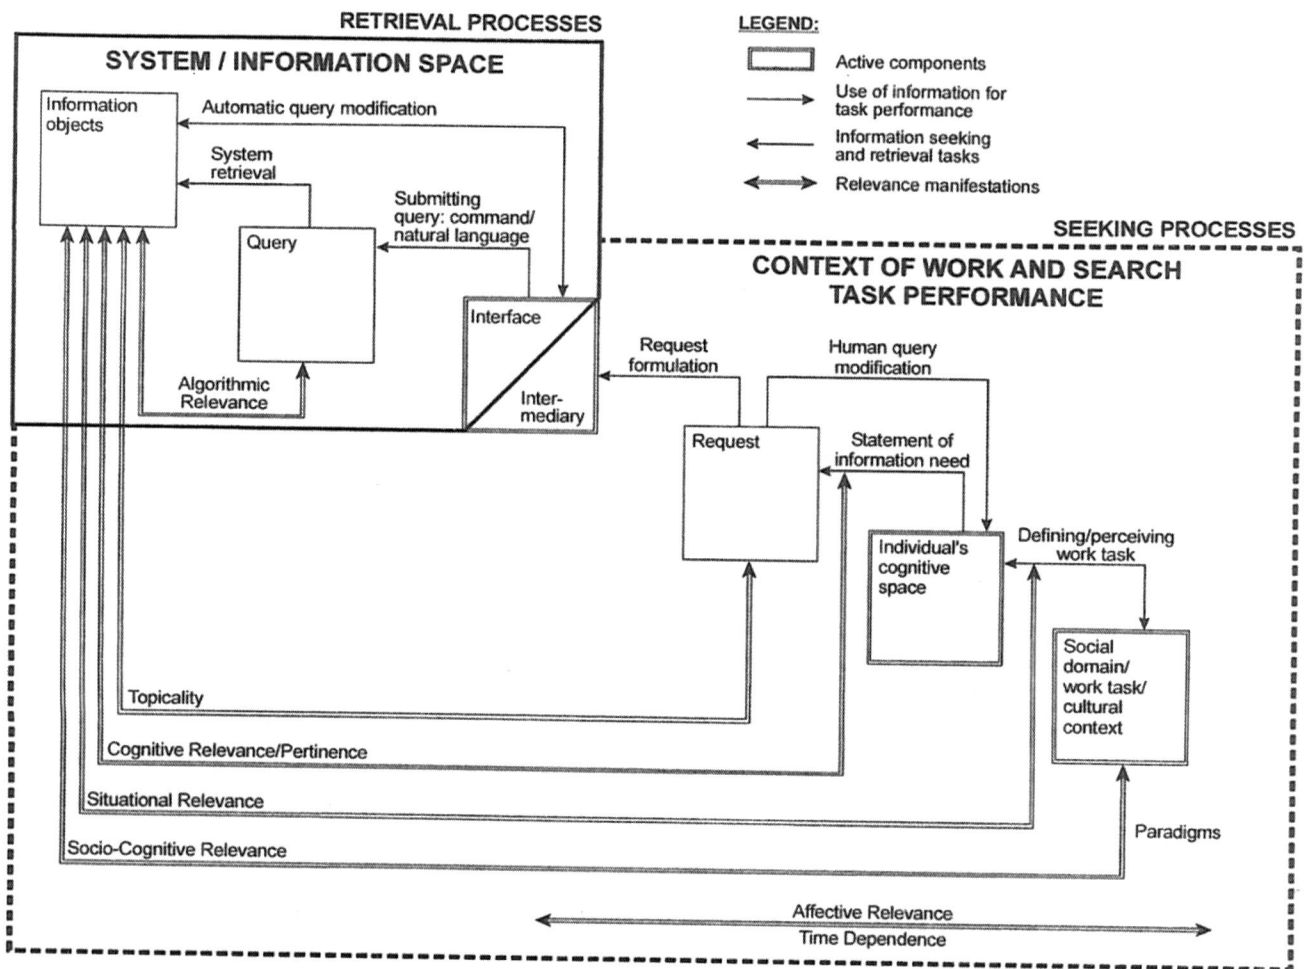 RETRIEVAL PROCESSES
LEGEND:
SYSTEM / INFORMATION SPACE
Active components
Use of information for
task performance
Information seeking
and retrieval tasks
Relevance manifestations
Information
objects
Automatic query modification
System
retrieval
Submitting
query: command/
natural language
Query
Interface
Inter-
mediary
Algorithmic
Relevance
SEEKING PROCESSES
CONTEXT OF WORK AND SEARCH
TASK PERFORMANCE
Request
formulation
Human query
modification
Request
Statement of
information need
Individual's
cognitive
space
Defining/perceiving
work task
Social
domain/
work task/
cultural
context
Topicality
Cognitive Relevance/Pertinence
Situational Relevance
Socio-Cognitive Relevance
Paradigms
Affective Relevance
Time Dependence